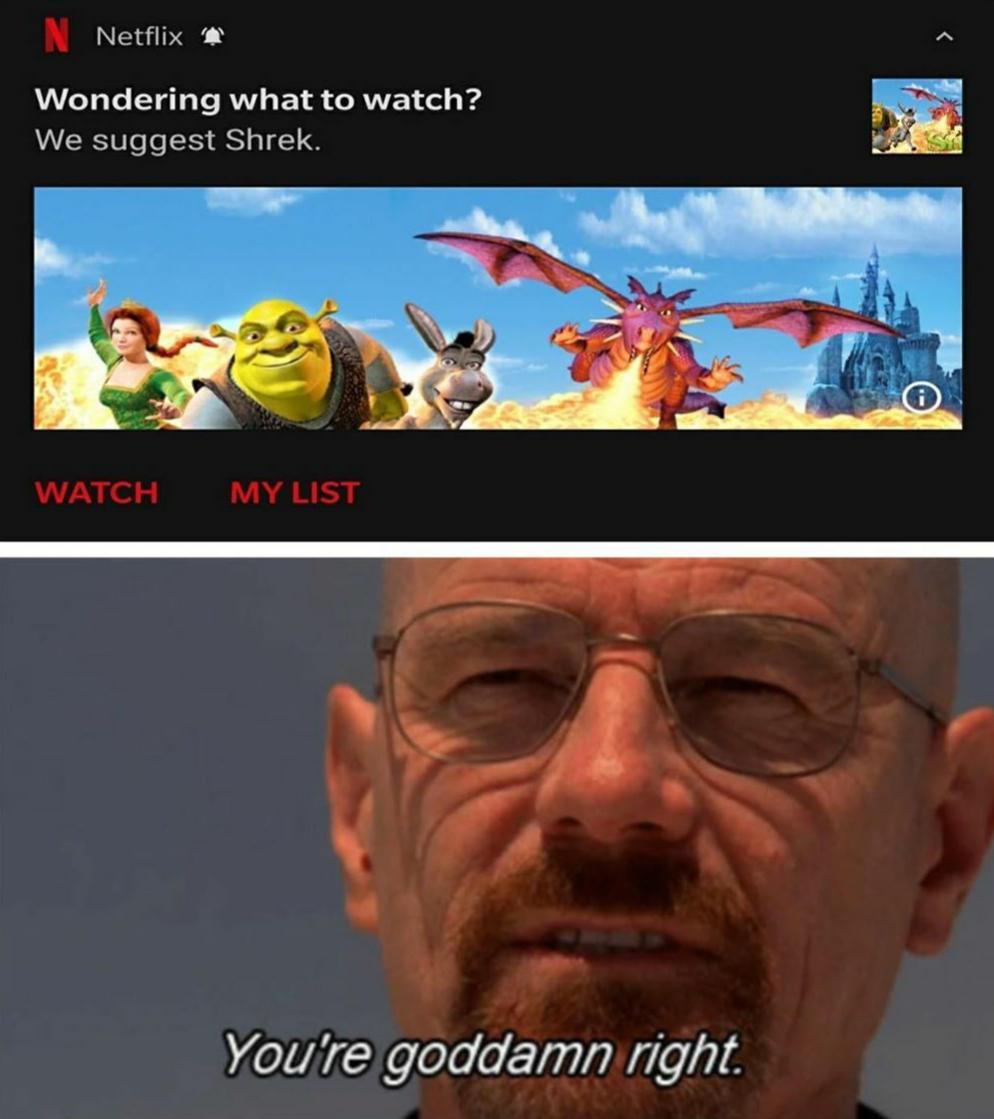 Netflix
Wondering what to watch?
We suggest Shrek.
WATCH MY LIST
You're goddamn right.